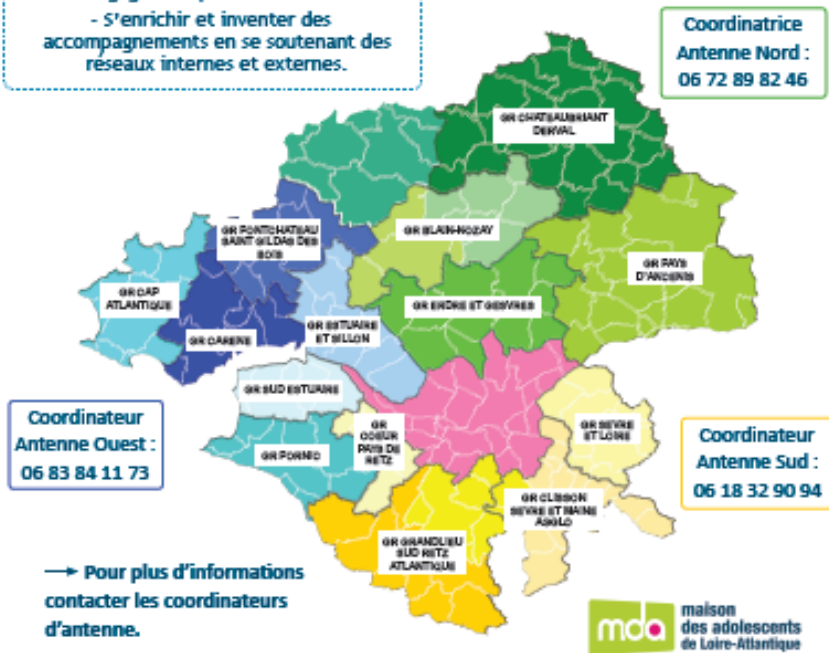 - S'enrichir et inventer des
accompagnements en se soutenant des
réseaux internes et externes.
Coordinatrice
Antenne Nord :
06 72 89 82 46
GR CHATEAUBRIANT
DERVAL
GR PONTCHATEAU
SAINT GILDAS DES
BOIS
GR BLAIN-NOZAY
GR PAYS
D'ANCENIS
GR CAP
ATLANTIQUE
GR ERDRE ET GESVRES
GR CARENE
GR ESTUAIRE
ET SILLON
GR SUD ESTUAIRE
GR
COEUR
PAYS DE
RETZ
GR SEVRE
ET LOIRE
GR PORNIC
Coordinateur
Antenne Ouest :
06 83 84 11 73
Coordinateur
Antenne Sud :
06 18 32 90 94
GR CLISSON
SEVRE ET MAINE
AGGLO
GR GRANDLIEU
SUD RETZ
ATLANTIQUE
→ Pour plus d'informations
contacter les coordinateurs
d'antenne.
mda
maison
des adolescents
de Loire-Atlantique